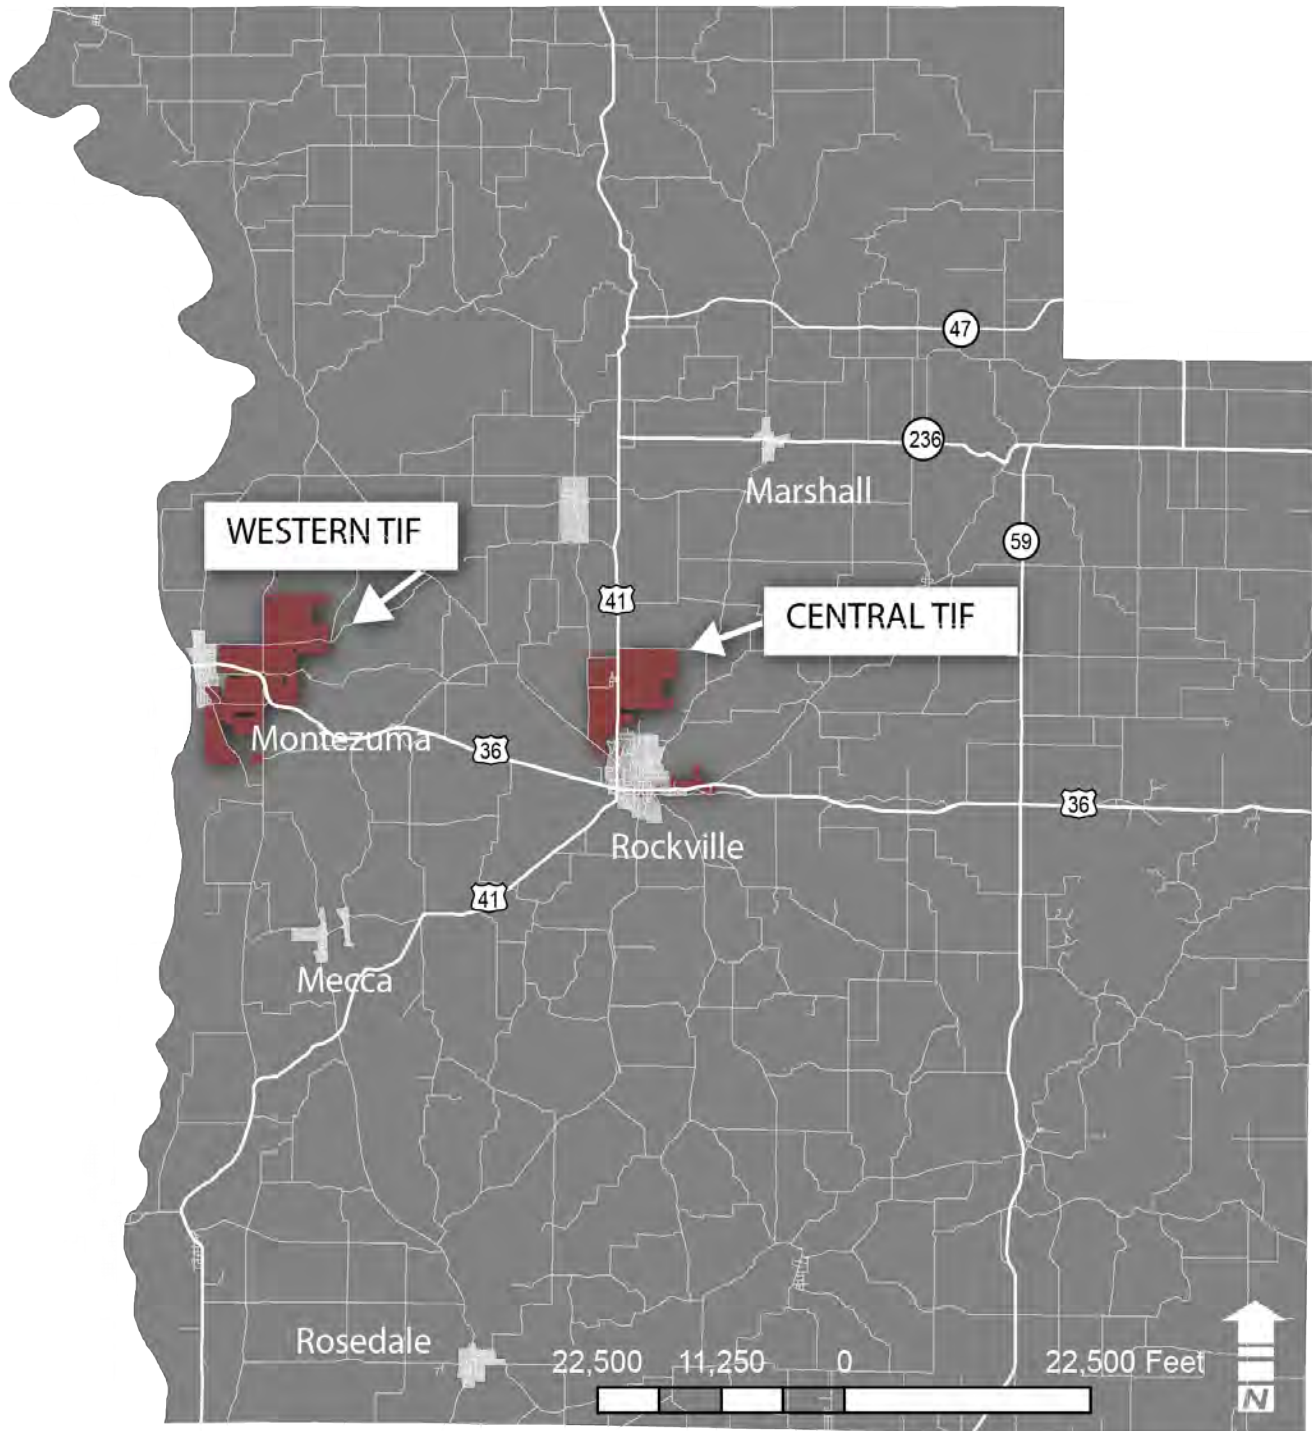 47
236
Marshall
WESTERN TIF
59
41
CENTRAL TIF
Montezuma
36
36
Rockville
41
Mecca
Rosedale
22,500 11,250 0 22,500 Feet
N